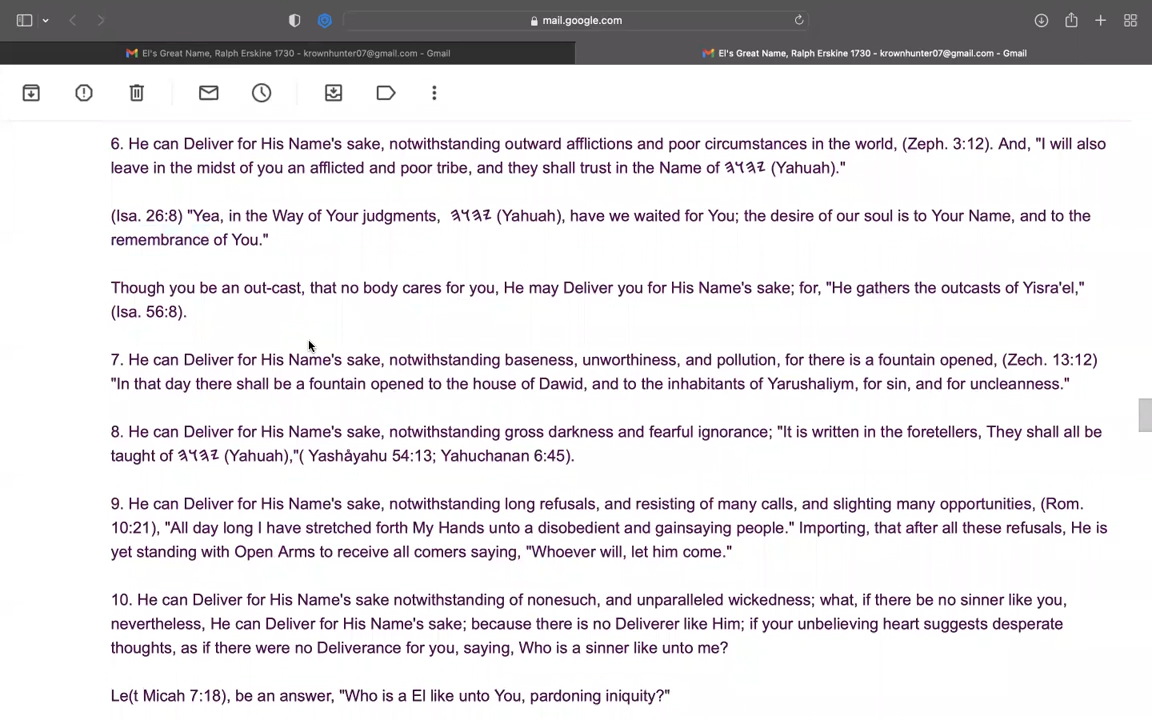 mail.google.com
El's Great Name, Ralph Erskine 1730 - krownhunter07@gmail.com - Gmail
El's Great Name, Ralph Erskine 1730 - krownhunter07@gmail.com - Gmail
6. He can Deliver for His Name's sake, notwithstanding outward afflictions and poor circumstances in the world, (Zeph. 3:12). And, "I will also
leave in the midst of you an afflicted and poor tribe, and they shall trust in the Name of 𐤉𐤄𐤅𐤄 (Yahuah)."
(Isa. 26:8) "Yea, in the Way of Your judgments, 𐤉𐤄𐤅𐤄 (Yahuah), have we waited for You; the desire of our soul is to Your Name, and to the
remembrance of You."
Though you be an out-cast, that no body cares for you, He may Deliver you for His Name's sake; for, "He gathers the outcasts of Yisra'el,"
(Isa. 56:8).
7. He can Deliver for His Name's sake, notwithstanding baseness, unworthiness, and pollution, for there is a fountain opened, (Zech. 13:12)
"In that day there shall be a fountain opened to the house of Dawid, and to the inhabitants of Yarushaliym, for sin, and for uncleanness."
8. He can Deliver for His Name's sake, notwithstanding gross darkness and fearful ignorance; "It is written in the foretellers, They shall all be
taught of 𐤉𐤄𐤅𐤄 (Yahuah),"( Yashåyahu 54:13; Yahuchanan 6:45).
9. He can Deliver for His Name's sake, notwithstanding long refusals, and resisting of many calls, and slighting many opportunities, (Rom.
10:21), "All day long I have stretched forth My Hands unto a disobedient and gainsaying people." Importing, that after all these refusals, He is
yet standing with Open Arms to receive all comers saying, "Whoever will, let him come."
10. He can Deliver for His Name's sake notwithstanding of nonesuch, and unparalleled wickedness; what, if there be no sinner like you,
nevertheless, He can Deliver for His Name's sake; because there is no Deliverer like Him; if your unbelieving heart suggests desperate
thoughts, as if there were no Deliverance for you, saying, Who is a sinner like unto me?
Le(t Micah 7:18), be an answer, "Who is a El like unto You, pardoning iniquity?"